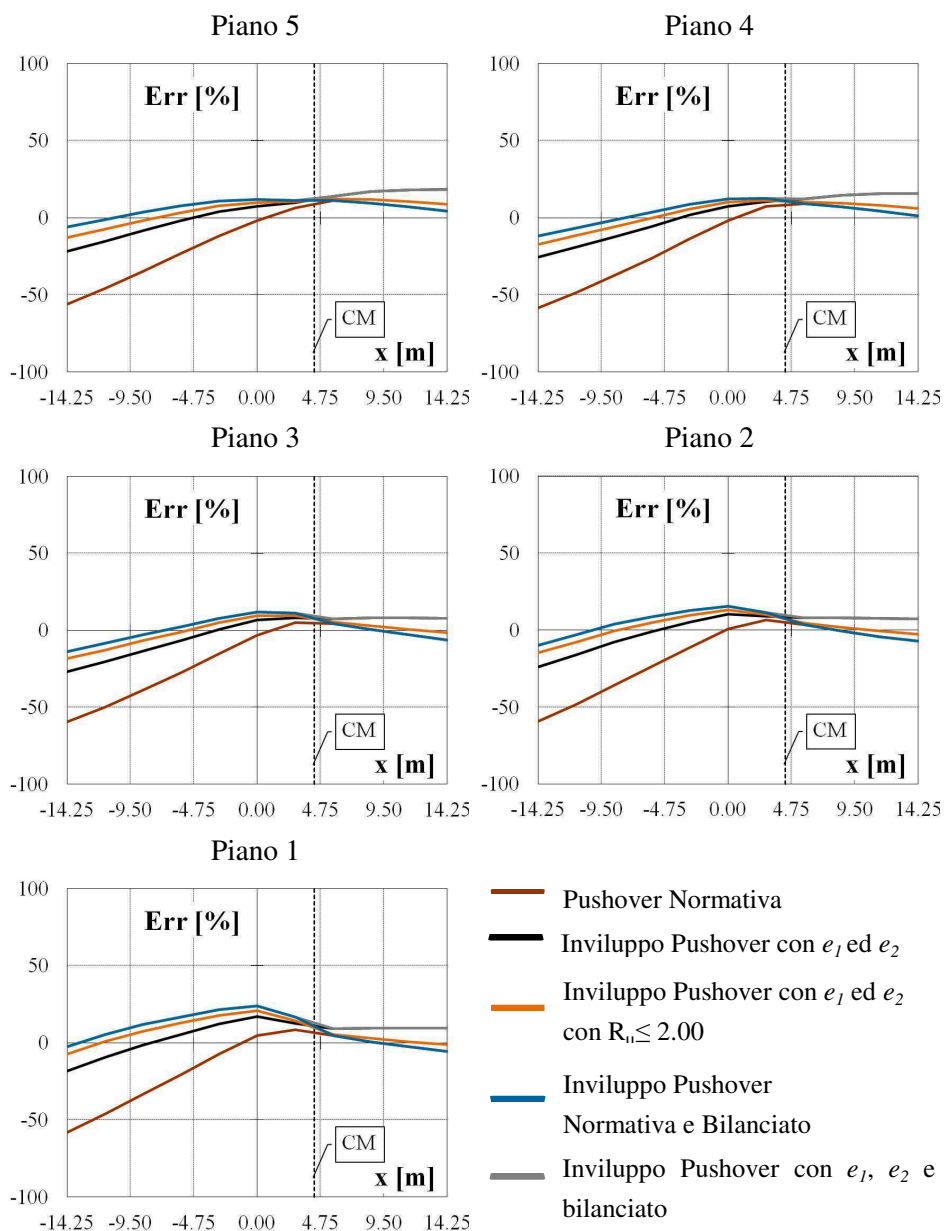 Piano 5
100
50
0
-50
-100
Err [%]
CM
x [m]
-14.25 -9.50 -4.75 0.00 4.75 9.50 14.25
Piano 4
100
50
0
-50
-100
Err [%]
CM
x [m]
-14.25 -9.50 -4.75 0.00 4.75 9.50 14.25
Piano 3
100
50
0
-50
-100
Err [%]
CM
x [m]
-14.25 -9.50 -4.75 0.00 4.75 9.50 14.25
Piano 2
100
50
0
-50
-100
Err [%]
CM
x [m]
-14.25 -9.50 -4.75 0.00 4.75 9.50 14.25
Piano 1
100
50
0
-50
-100
Err [%]
CM
x [m]
-14.25 -9.50 -4.75 0.00 4.75 9.50 14.25
Pushover Normativa
Inviluppo Pushover con e1 ed e2
Inviluppo Pushover con e1 ed e2
con Rμ≤ 2.00
Inviluppo Pushover
Normativa e Bilanciato
Inviluppo Pushover con e1, e2 e
bilanciato